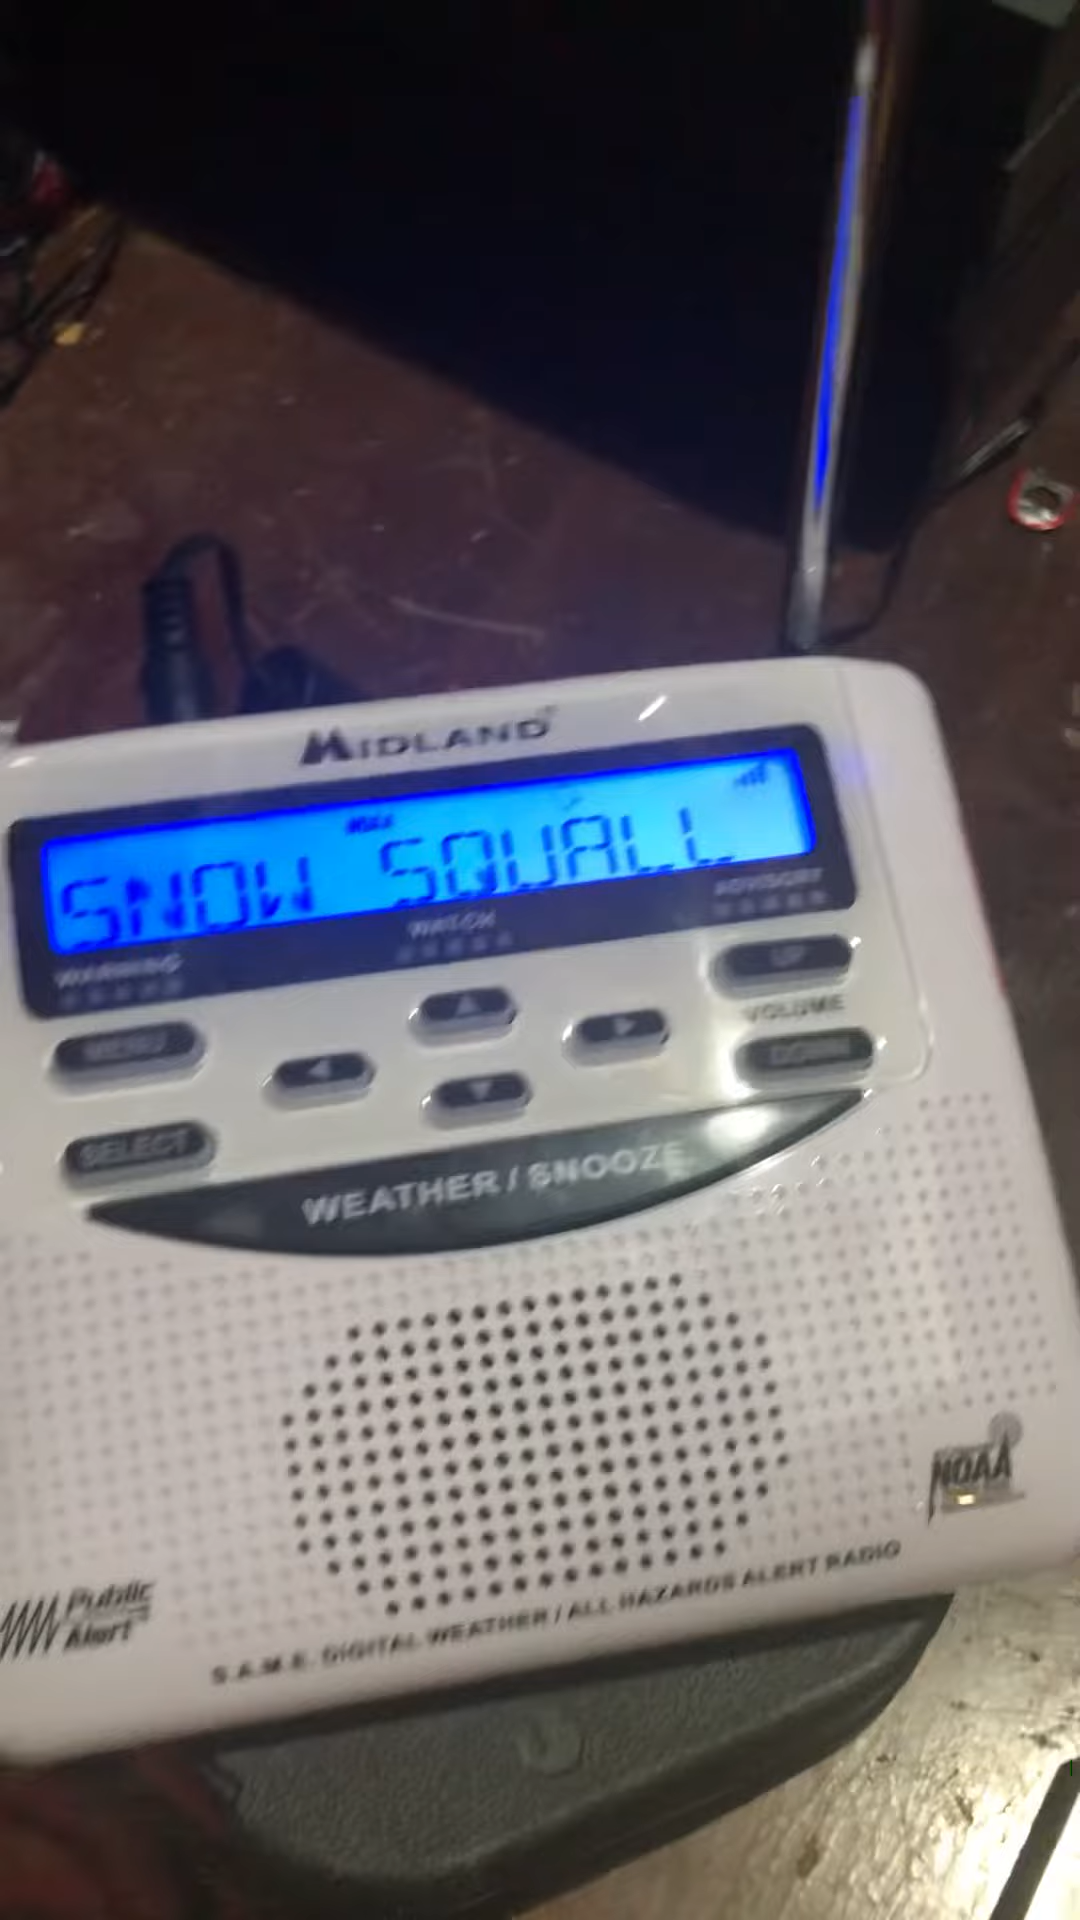 MIDLAND
MAX
SNOW SQUALL
WARNING
WATCH
ADVISORY
MENU
UP
VOLUME
DOWN
SELECT
WEATHER / SNOOZE
NOAA
Public
Alert
S.A.M.E. DIGITAL WEATHER / ALL HAZARDS ALERT RADIO